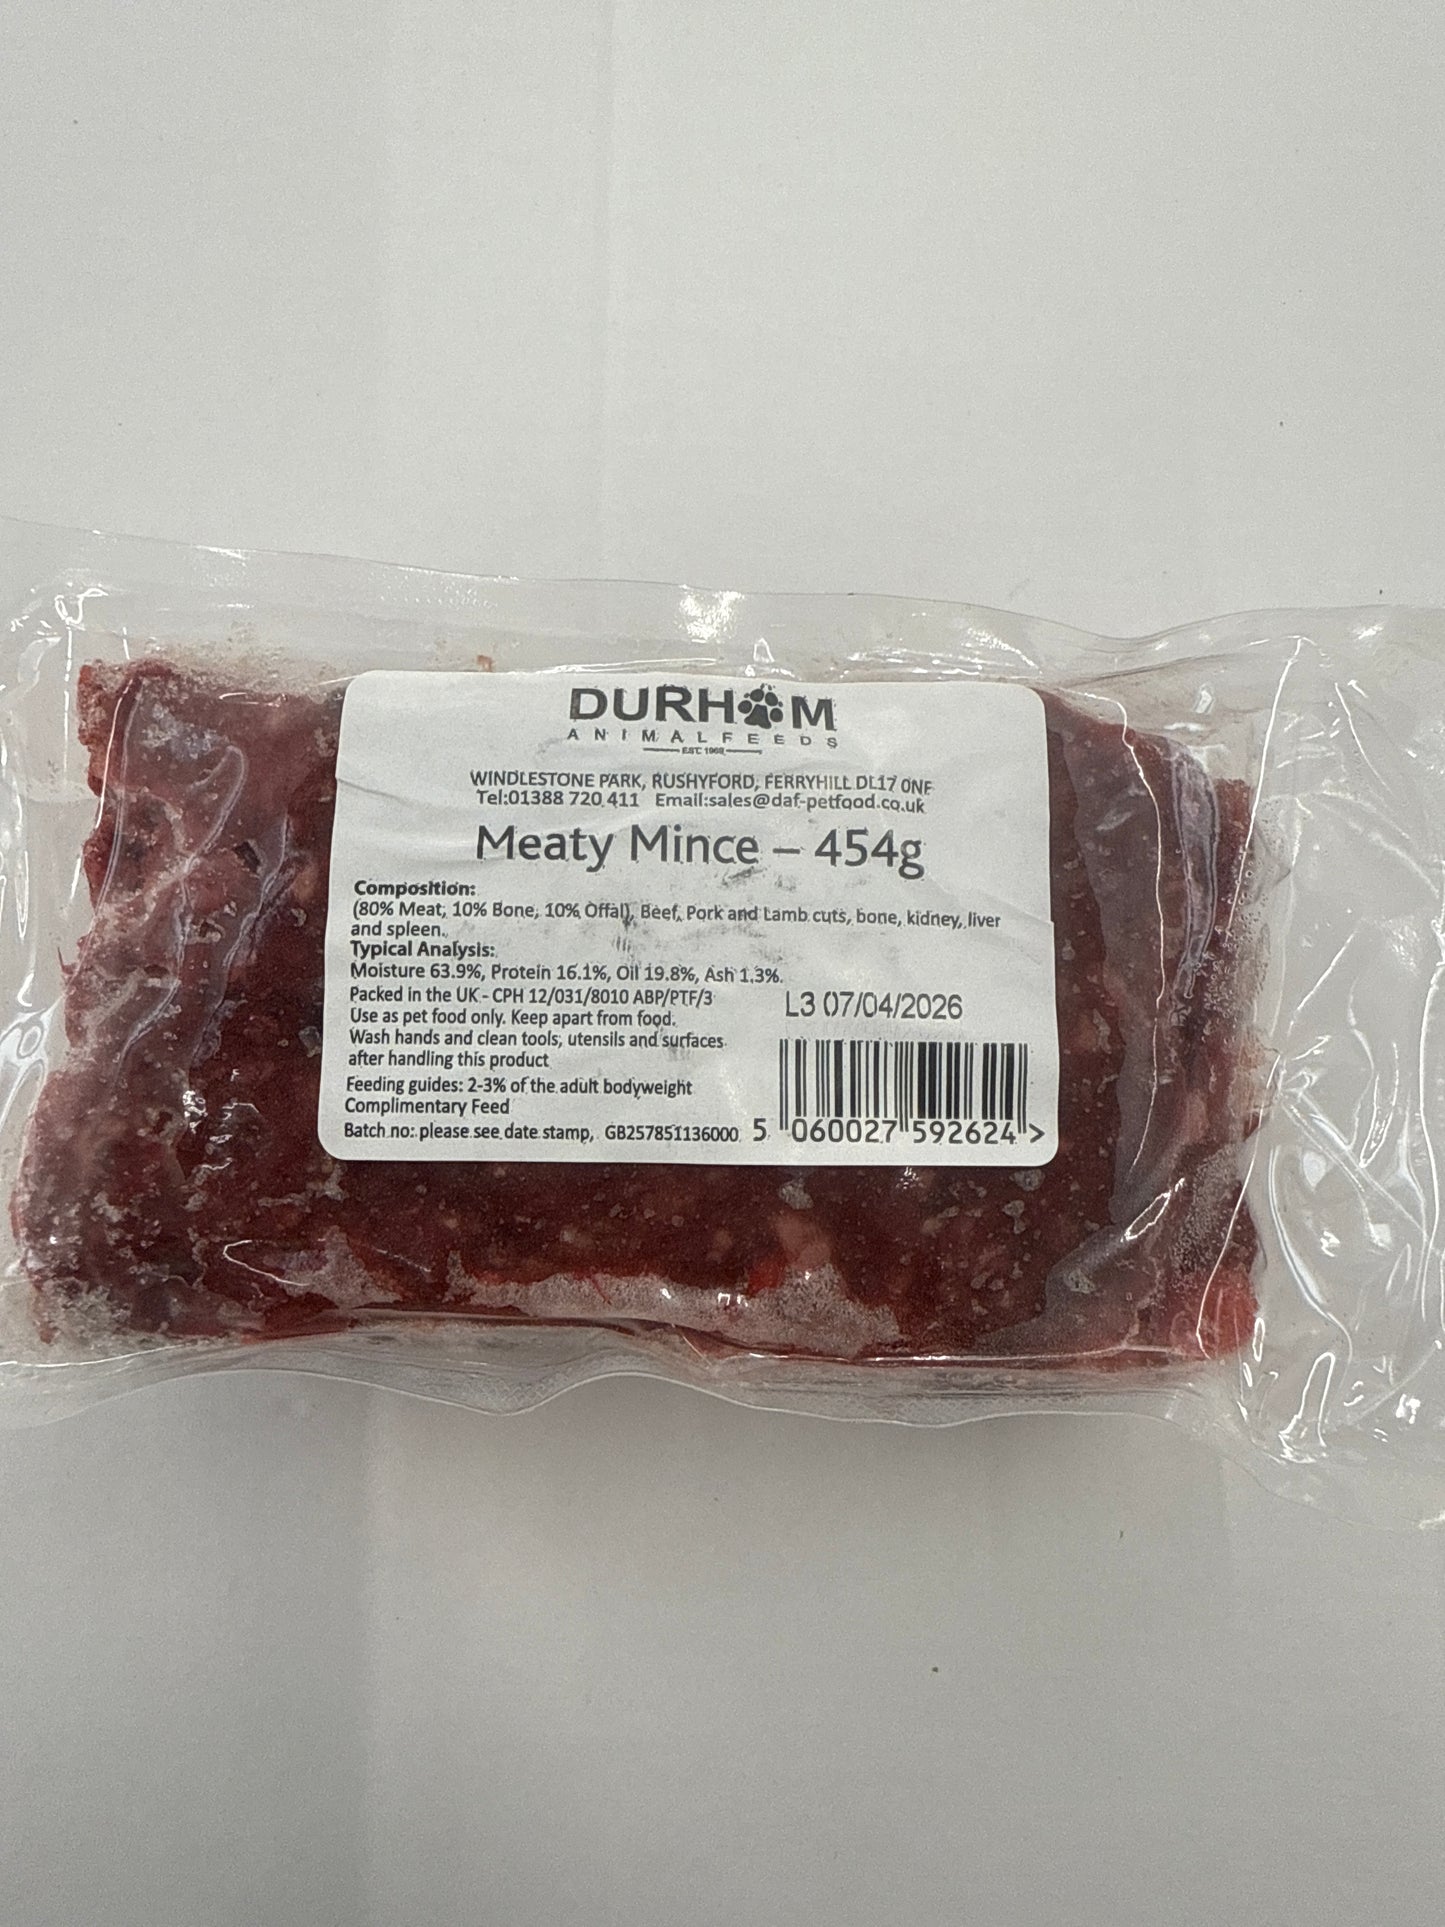 DURHAM
ANIMALFEEDS
EST 1969
WINDLESTONE PARK, RUSHYFORD, FERRYHILL DL17 0NF
Tel:01388 720 411 Email:sales@daf-petfood.co.uk
Meaty Mince – 454g
Composition:
(80% Meat, 10% Bone, 10% Offal), Beef, Pork and Lamb cuts, bone, kidney, liver
and spleen.
Typical Analysis:
Moisture 63.9%, Protein 16.1%, Oil 19.8%, Ash 1.3%.
Packed in the UK - CPH 12/031/8010 ABP/PTF/3
Use as pet food only. Keep apart from food.
Wash hands and clean tools, utensils and surfaces
after handling this product
Feeding guides: 2-3% of the adult bodyweight
Complimentary Feed
Batch no: please see date stamp, GB257851136000
L3 07/04/2026
5 060027 592624 >